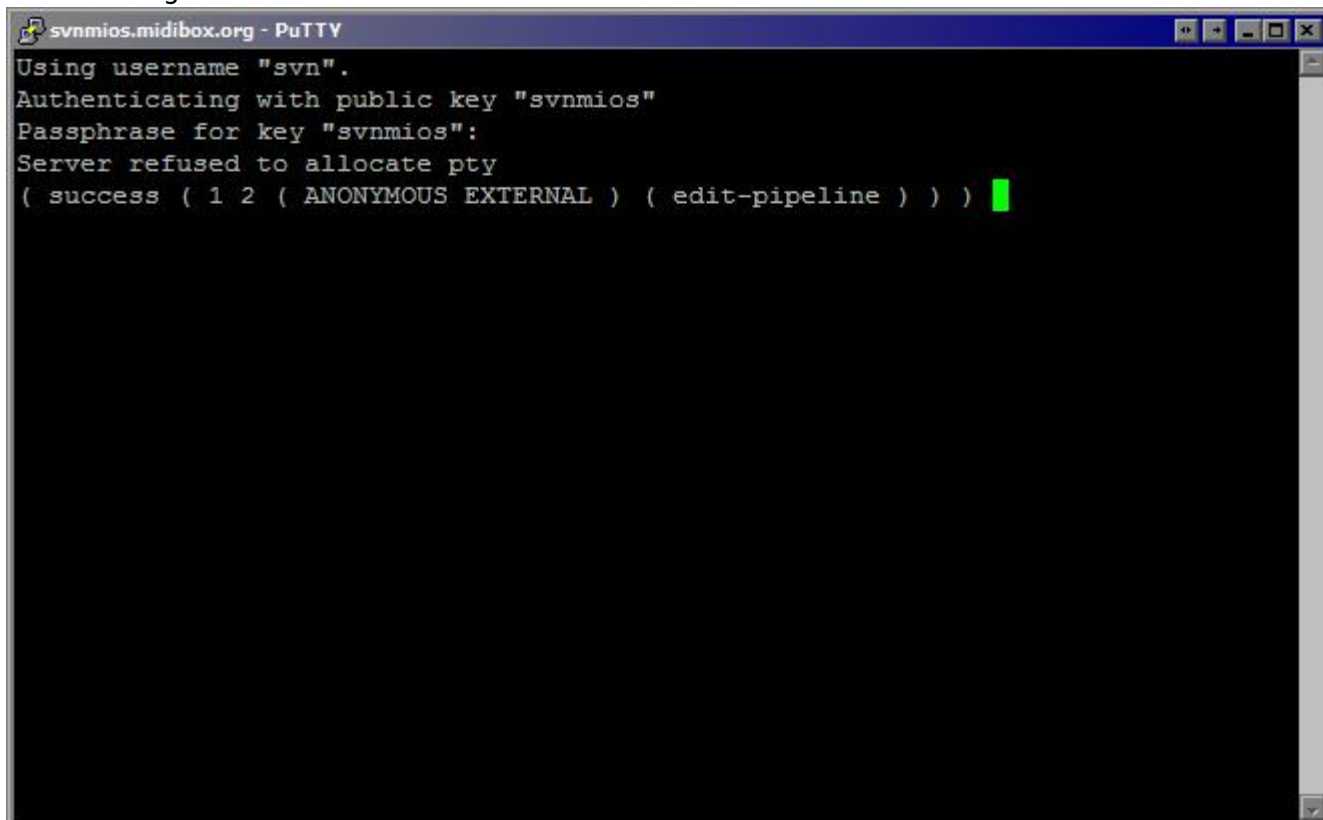 svnmios.midibox.org - PuTTY
Using username "svn".
Authenticating with public key "svnmios"
Passphrase for key "svnmios":
Server refused to allocate pty
( success ( 1 2 ( ANONYMOUS EXTERNAL ) ( edit-pipeline ) ) )